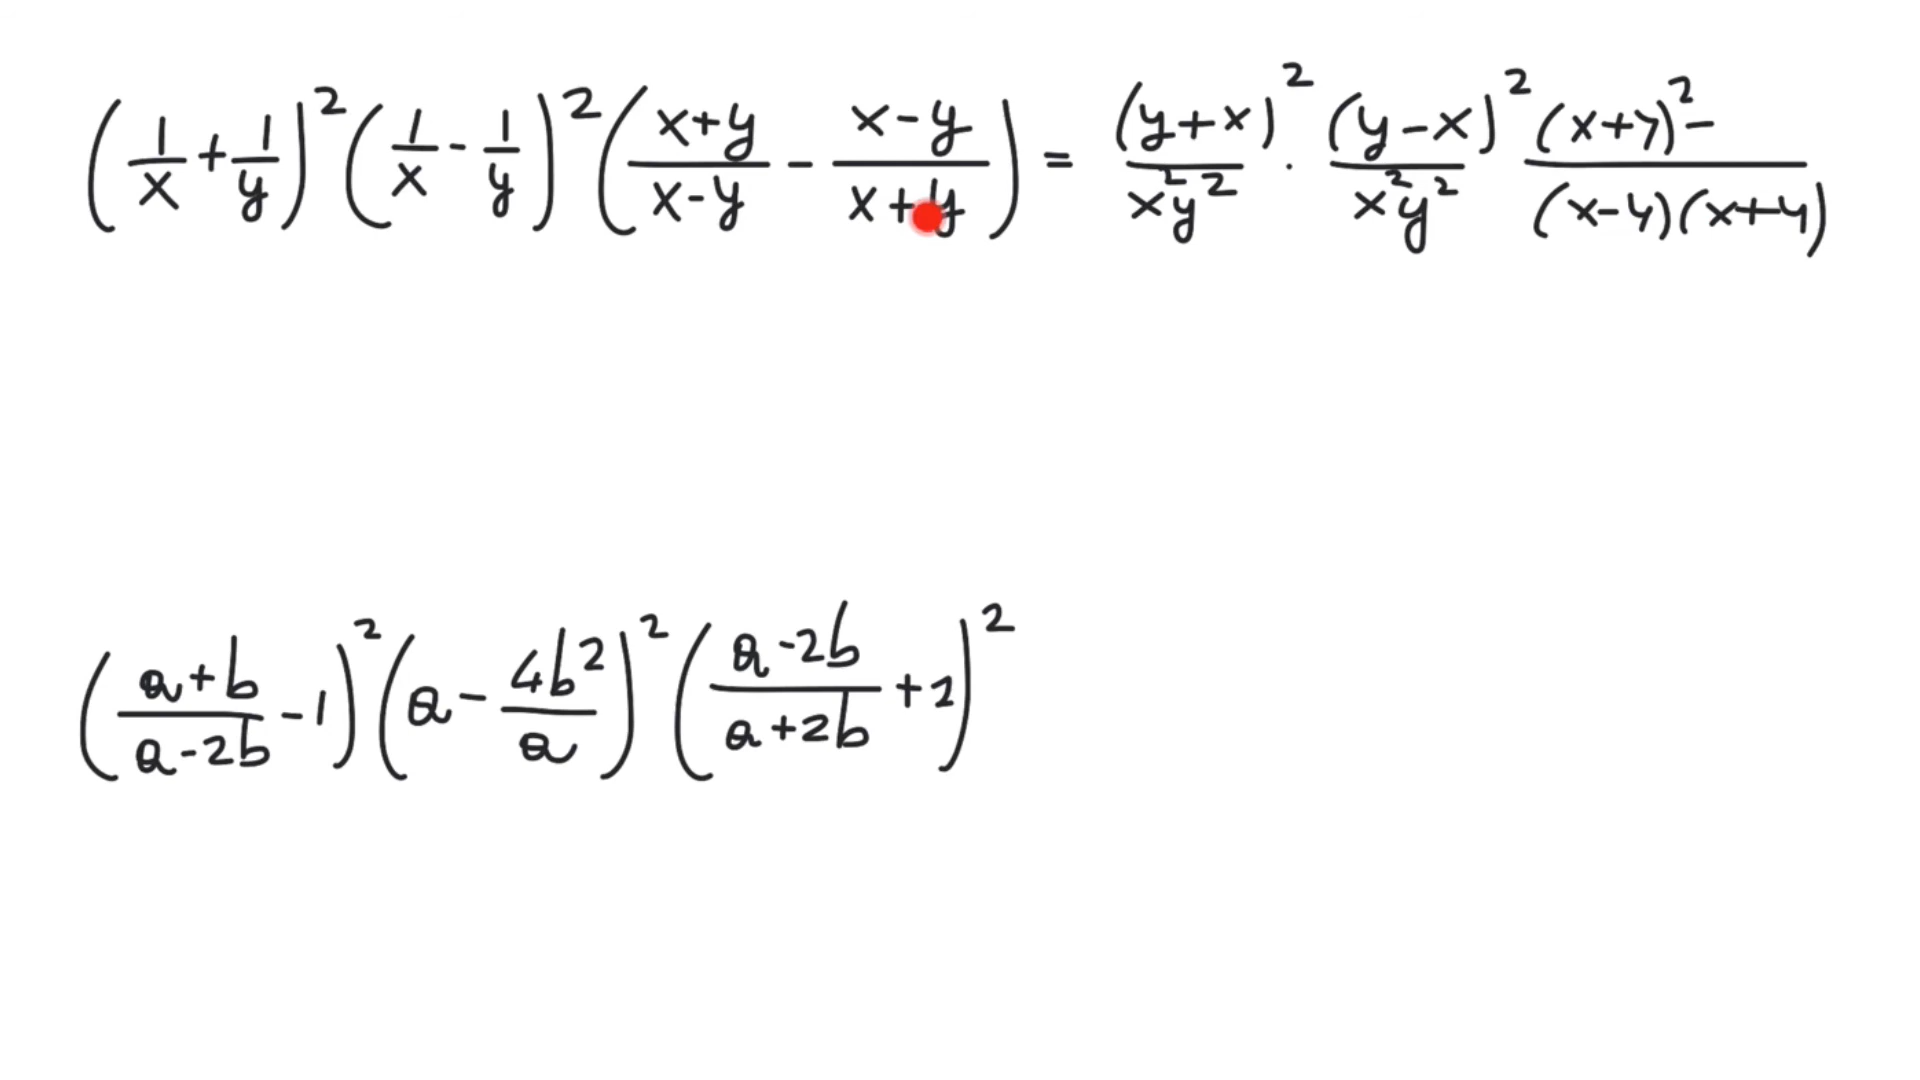 (1/x + 1/y)² (1/x - 1/y)² ((x+y)/(x-y) - (x-y)/(x+y)) = (y+x)²/(x²y²) · (y-x)²/(x²y²) ((x+y)² -)/((x-y)(x+y))
((a+b)/(a-2b) - 1)² (a - 4b²/a)² ((a-2b)/(a+2b) + 2)²